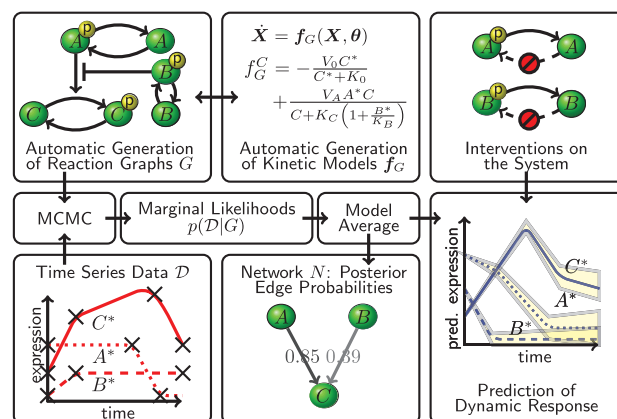 p
A
A
p
B
C
p
C
B
Automatic Generation
of Reaction Graphs G
Ẋ = f_G(X, θ)
f_G^C = − V_0 C* / (C* + K_0)
+ V_A A* C / (C + K_C (1 + B*/K_B))
Automatic Generation
of Kinetic Models f_G
p
A
A
p
B
B
Interventions on
the System
MCMC
Marginal Likelihoods
p(D|G)
Model
Average
Time Series Data D
expression
C*
A*
B*
time
Network N: Posterior
Edge Probabilities
A
B
0.85 0.39
C
pred. expression
C*
A*
B*
time
Prediction of
Dynamic Response